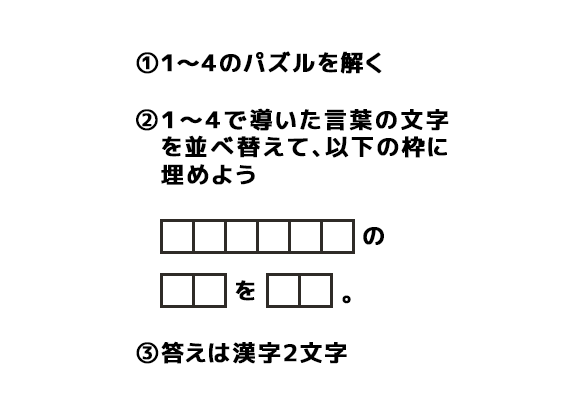 ①1〜4のパズルを解く
②1〜4で導いた言葉の文字
を並べ替えて、以下の枠に
埋めよう
の
を 。
③答えは漢字2文字